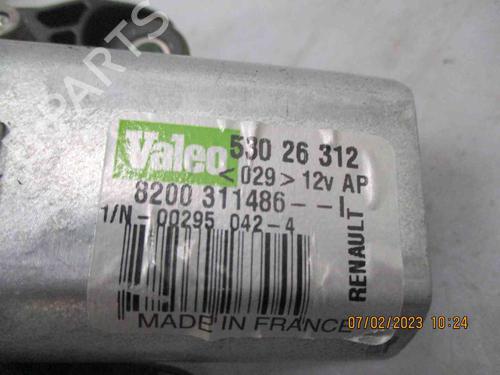 Valeo 530 26 312
<029> 12v AP
8200 311486--I
1/N-00295 042-4
RENAULT
MADE IN FRANCE
07/02/2023 10:24